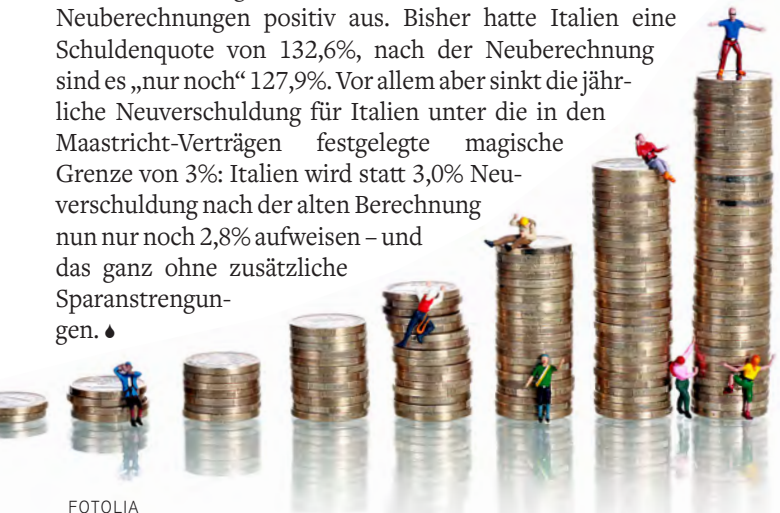 Neuberechnungen positiv aus. Bisher hatte Italien eine
Schuldenquote von 132,6%, nach der Neuberechnung
sind es „nur noch“ 127,9%. Vor allem aber sinkt die jähr-
liche Neuverschuldung für Italien unter die in den
Maastricht-Verträgen festgelegte magische
Grenze von 3%: Italien wird statt 3,0% Neu-
verschuldung nach der alten Berechnung
nun nur noch 2,8% aufweisen – und
das ganz ohne zusätzliche
Sparanstrengun-
gen.
FOTOLIA